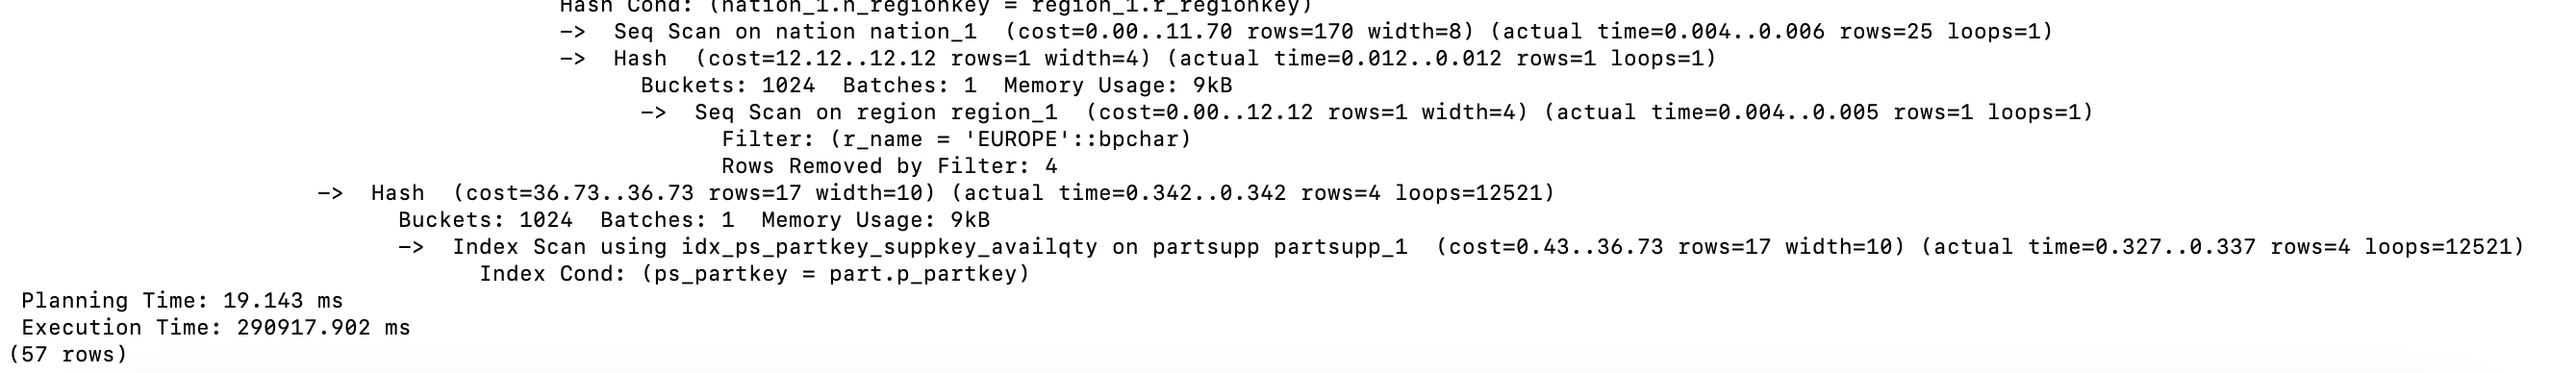 Hash Cond: (nation_1.n_regionkey = region_1.r_regionkey)
->  Seq Scan on nation nation_1  (cost=0.00..11.70 rows=170 width=8) (actual time=0.004..0.006 rows=25 loops=1)
->  Hash  (cost=12.12..12.12 rows=1 width=4) (actual time=0.012..0.012 rows=1 loops=1)
Buckets: 1024  Batches: 1  Memory Usage: 9kB
->  Seq Scan on region region_1  (cost=0.00..12.12 rows=1 width=4) (actual time=0.004..0.005 rows=1 loops=1)
Filter: (r_name = 'EUROPE'::bpchar)
Rows Removed by Filter: 4
->  Hash  (cost=36.73..36.73 rows=17 width=10) (actual time=0.342..0.342 rows=4 loops=12521)
Buckets: 1024  Batches: 1  Memory Usage: 9kB
->  Index Scan using idx_ps_partkey_suppkey_availqty on partsupp partsupp_1  (cost=0.43..36.73 rows=17 width=10) (actual time=0.327..0.337 rows=4 loops=12521)
Index Cond: (ps_partkey = part.p_partkey)
Planning Time: 19.143 ms
Execution Time: 290917.902 ms
(57 rows)